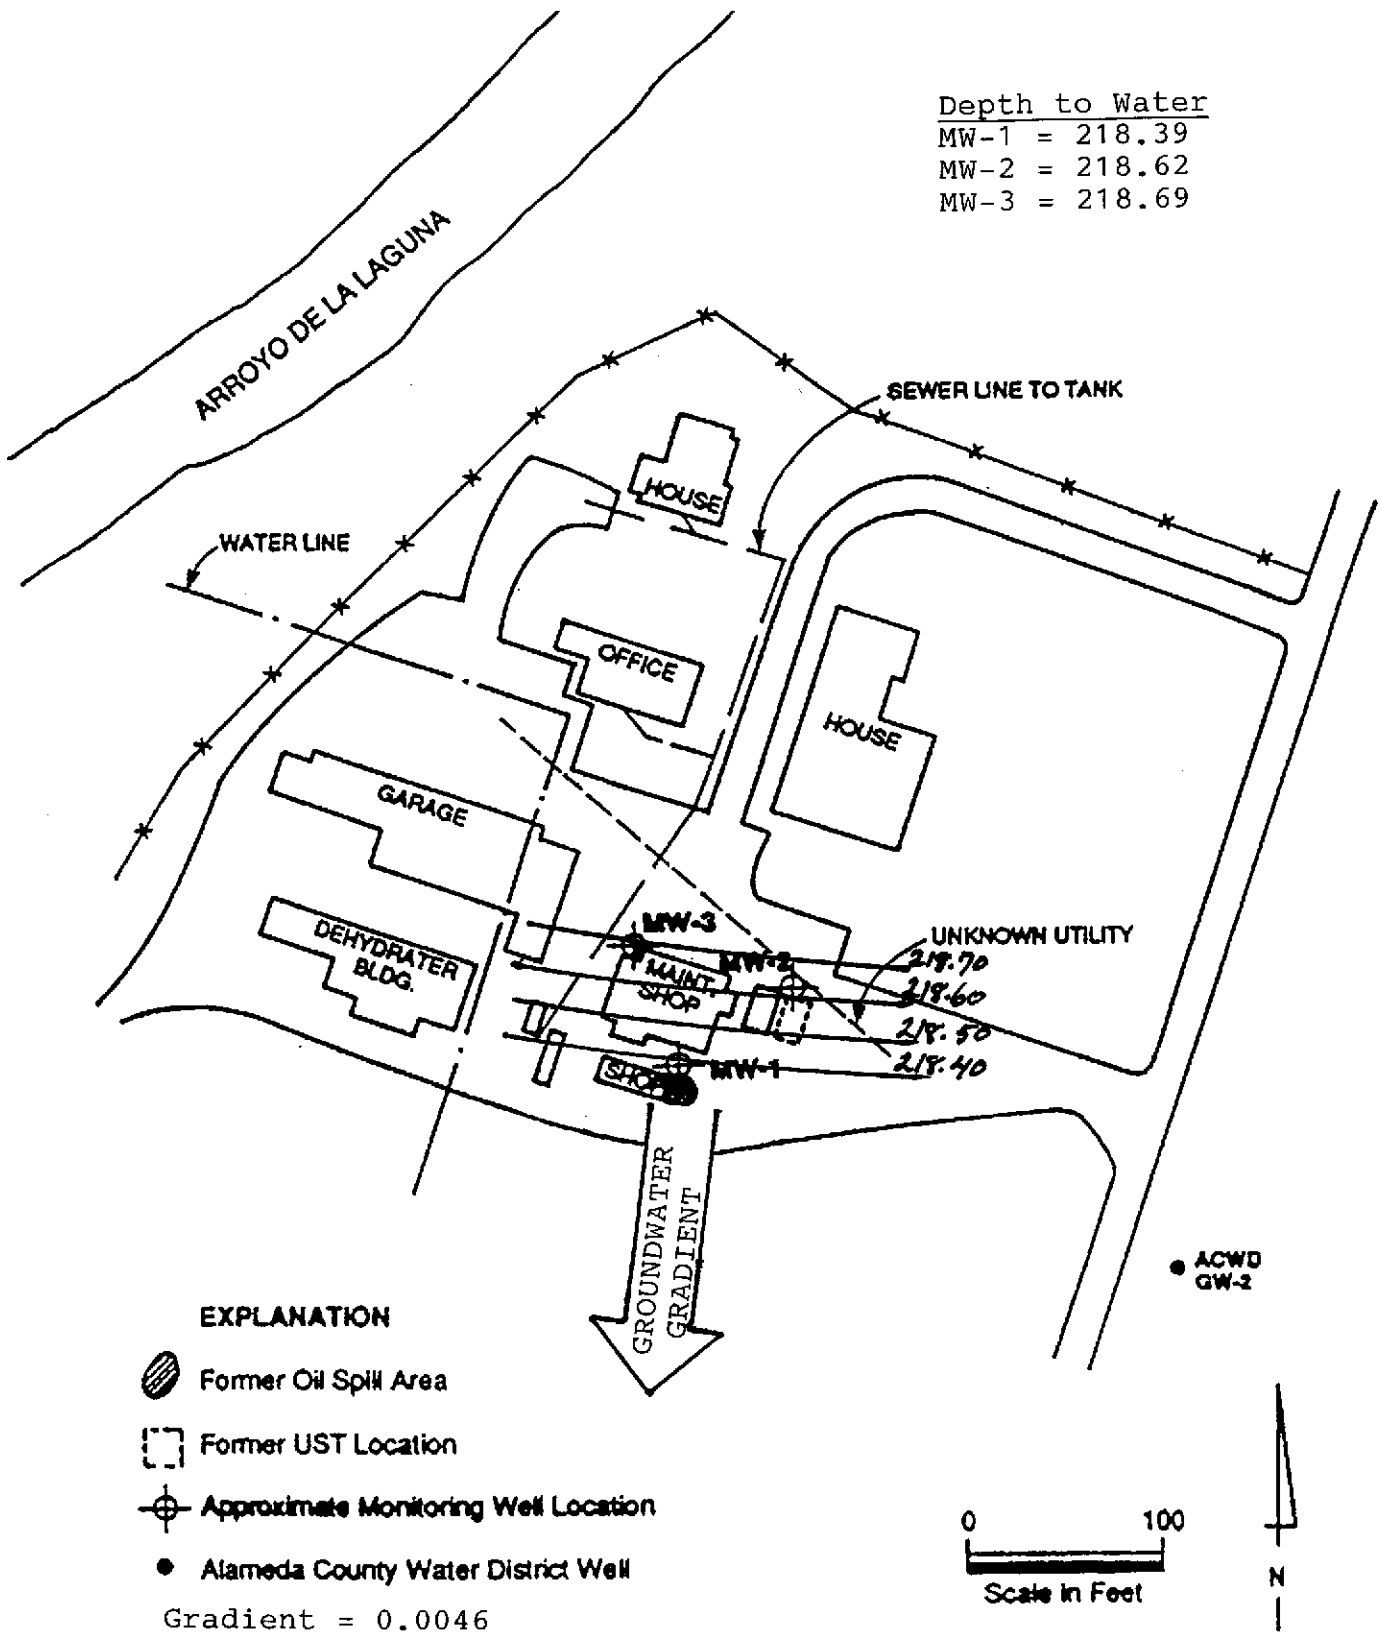 Depth to Water
MW-1 = 218.39
MW-2 = 218.62
MW-3 = 218.69
ARROYO DE LA LAGUNA
SEWER LINE TO TANK
HOUSE
WATER LINE
OFFICE
HOUSE
GARAGE
MW-3
UNKNOWN UTILITY
DEHYDRATER
BLDG.
MW-2
218.70
MAINT.
SHOP
218.60
218.50
218.40
SHOP
MW-1
GROUNDWATER
GRADIENT
ACWD
GW-2
EXPLANATION
Former Oil Spill Area
Former UST Location
Approximate Monitoring Well Location
Alameda County Water District Well
Gradient = 0.0046
0 100
Scale in Feet
N